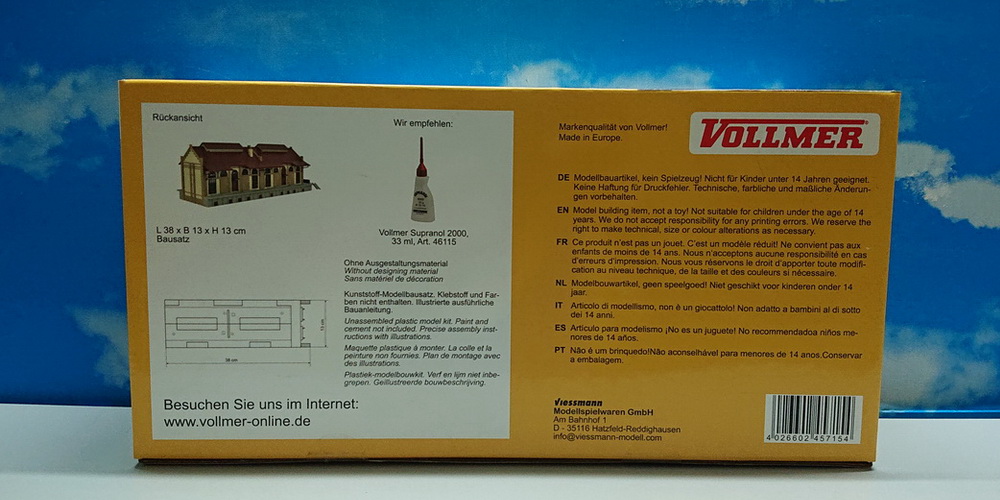 Rückansicht
Wir empfehlen:
L 38 x B 13 x H 13 cm
Bausatz
Vollmer Supranol 2000,
33 ml, Art. 46115
Ohne Ausgestaltungsmaterial
Without designing material
Sans matériel de décoration
Kunststoff-Modellbausatz. Klebstoff und Far-
ben nicht enthalten. Illustrierte ausführliche
Bauanleitung.
Unassembled plastic model kit. Paint and
cement not included. Precise assembly inst-
ructions with illustrations.
Maquette plastique à monter. La colle et la
peinture non fournies. Plan de montage avec
des illustrations.
Plastiek-modelbouwkit. Verf en lijm niet inbe-
grepen. Geïllustreerde bouwbeschrijving.
38 cm
Besuchen Sie uns im Internet:
www.vollmer-online.de
Markenqualität von Vollmer!
Made in Europe.
VOLLMER
DE Modellbauartikel, kein Spielzeug! Nicht für Kinder unter 14 Jahren geeignet.
Keine Haftung für Druckfehler. Technische, farbliche und maßliche Änderun-
gen vorbehalten.
EN Model building item, not a toy! Not suitable for children under the age of 14
years. We do not accept responsibility for any printing errors. We reserve the
right to make technical, size or colour alterations as necessary.
FR Ce produit n'est pas un jouet. C'est un modèle réduit! Ne convient pas aux
enfants de moins de 14 ans. Nous n'acceptons aucune responsibilité en cas
d'erreurs d'impression. Nous vous réservons le droit d'apporter toute modifi-
cation au niveau technique, de la taille et des couleurs si nécessaire.
NL Modelbouwartikel, geen speelgoed! Niet geschikt voor kinderen onder 14
jaar.
IT Articolo di modellismo, non è un giocattolo! Non adatto a bambini al di sotto
dei 14 anni.
ES Artículo para modelismo ¡No es un juguete! No recommendadoa niños me-
nores de 14 años.
PT Não é um brinquedo!Não aconselhável para menores de 14 anos.Conservar
a embalagem.
Viessmann
Modellspielwaren GmbH
Am Bahnhof 1
D - 35116 Hatzfeld-Reddighausen
info@viessmann-modell.com
4 026602 457154